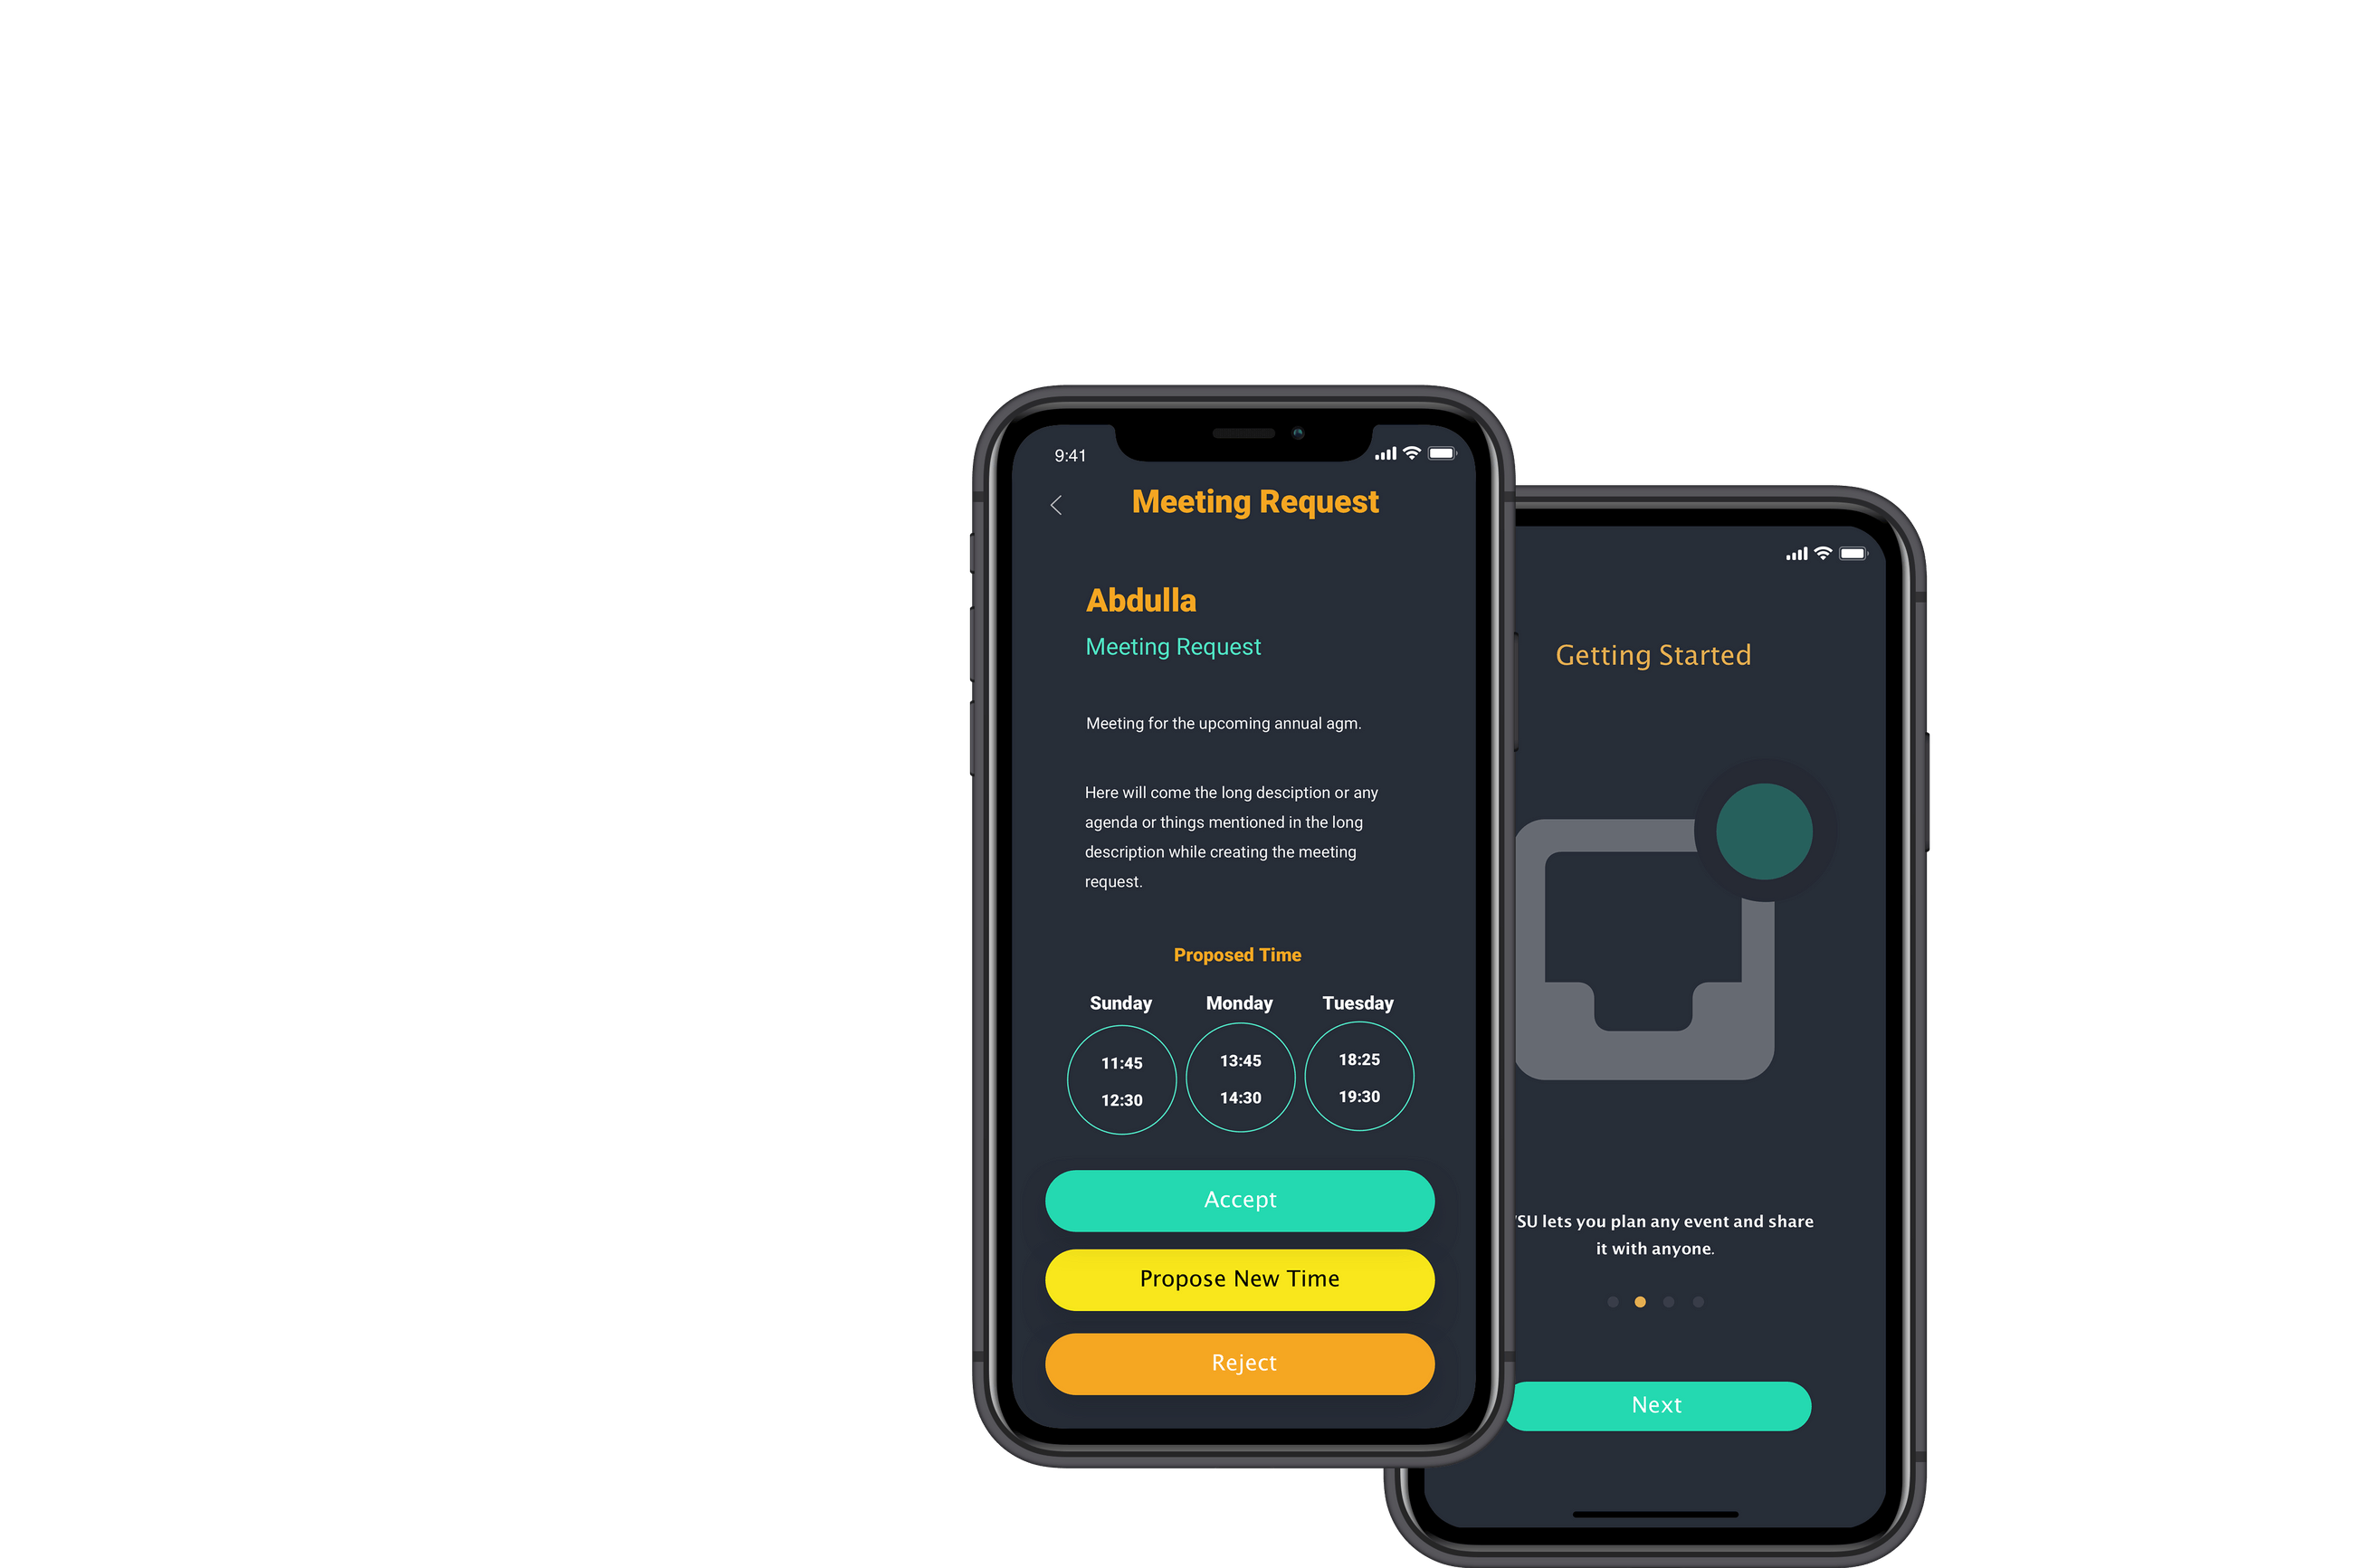 9:41
Meeting Request
Abdulla
Meeting Request
Meeting for the upcoming annual agm.
Here will come the long desciption or any
agenda or things mentioned in the long
description while creating the meeting
request.
Proposed Time
Sunday Monday Tuesday
11:45 13:45 18:25
12:30 14:30 19:30
Accept
Propose New Time
Reject
Getting Started
lets you plan any event and share
it with anyone.
Next